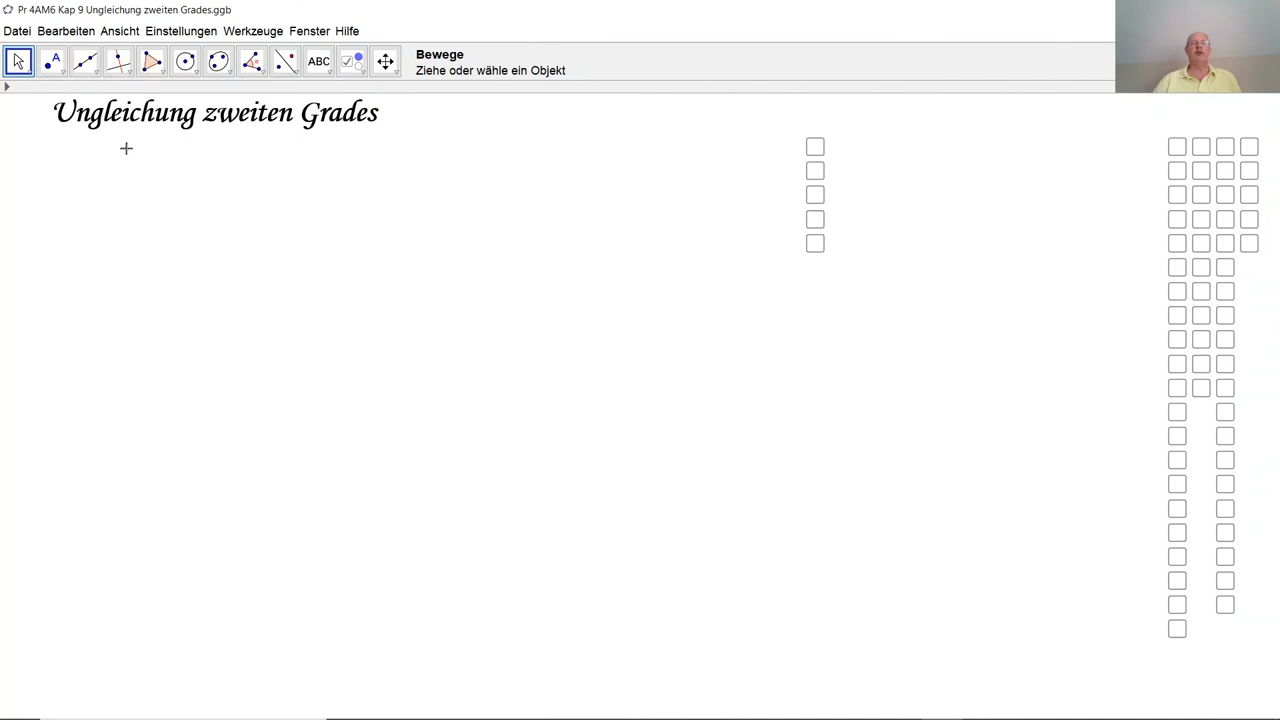 Pr 4AM6 Kap 9 Ungleichung zweiten Grades.ggb
Datei Bearbeiten Ansicht Einstellungen Werkzeuge Fenster Hilfe
A ABC
Bewege
Ziehe oder wähle ein Objekt
Ungleichung zweiten Grades